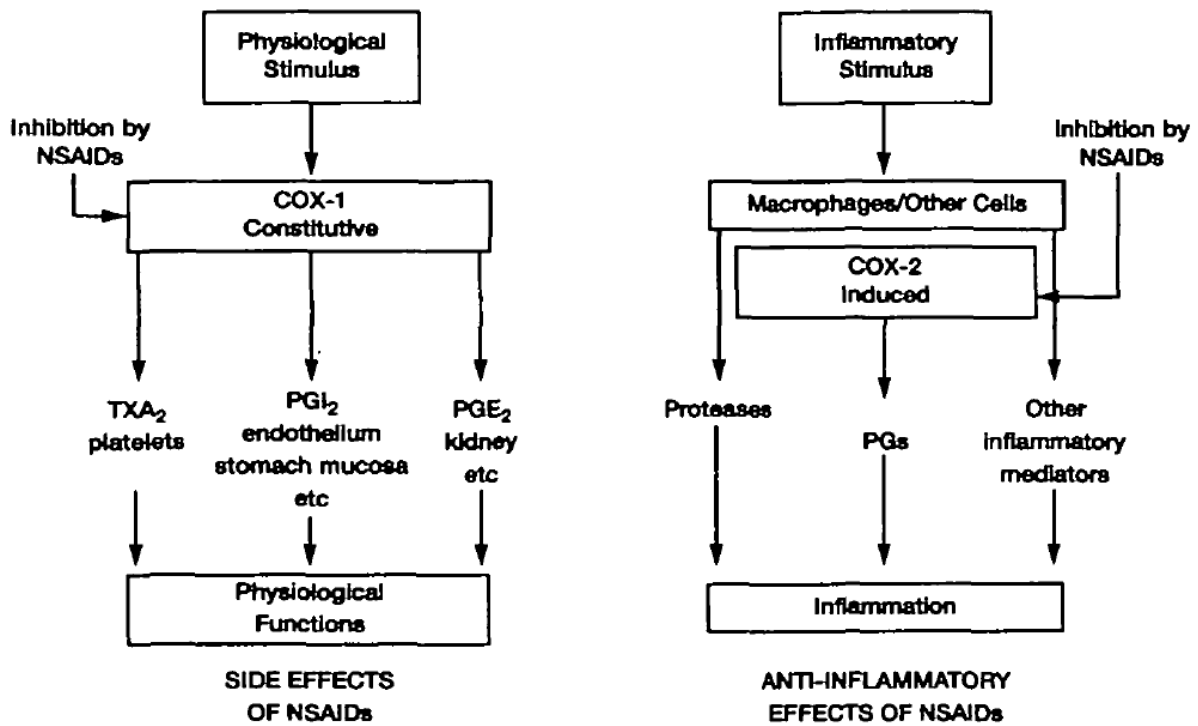 Physiological
Stimulus
Inhibition by
NSAIDs
COX-1
Constitutive
TXA₂
platelets
PGI₂
endothelium
stomach mucosa
etc
PGE₂
kidney
etc
Physiological
Functions
SIDE EFFECTS
OF NSAIDs
Inflammatory
Stimulus
Inhibition by
NSAIDs
Macrophages/Other Cells
COX-2
Induced
Proteases
PGs
Other
inflammatory
mediators
Inflammation
ANTI-INFLAMMATORY
EFFECTS OF NSAIDs